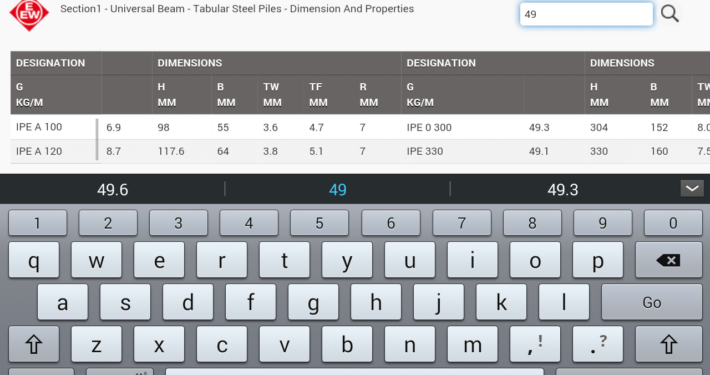 E
EEW
Section1 - Universal Beam - Tabular Steel Piles - Dimension And Properties
49
DESIGNATION DIMENSIONS DESIGNATION DIMENSIONS
G H B TW TF R G H B TW
KG/M MM MM MM MM MM KG/M MM MM
IPE A 100 6.9 98 55 3.6 4.7 7 IPE 0 300 49.3 304 152 8.0
IPE A 120 8.7 117.6 64 3.8 5.1 7 IPE 330 49.1 330 160 7.5
49.6 49 49.3
1 2 3 4 5 6 7 8 9 0
q w e r t y u i o p
a s d f g h j k l Go
z x c v b n m , ! . ?